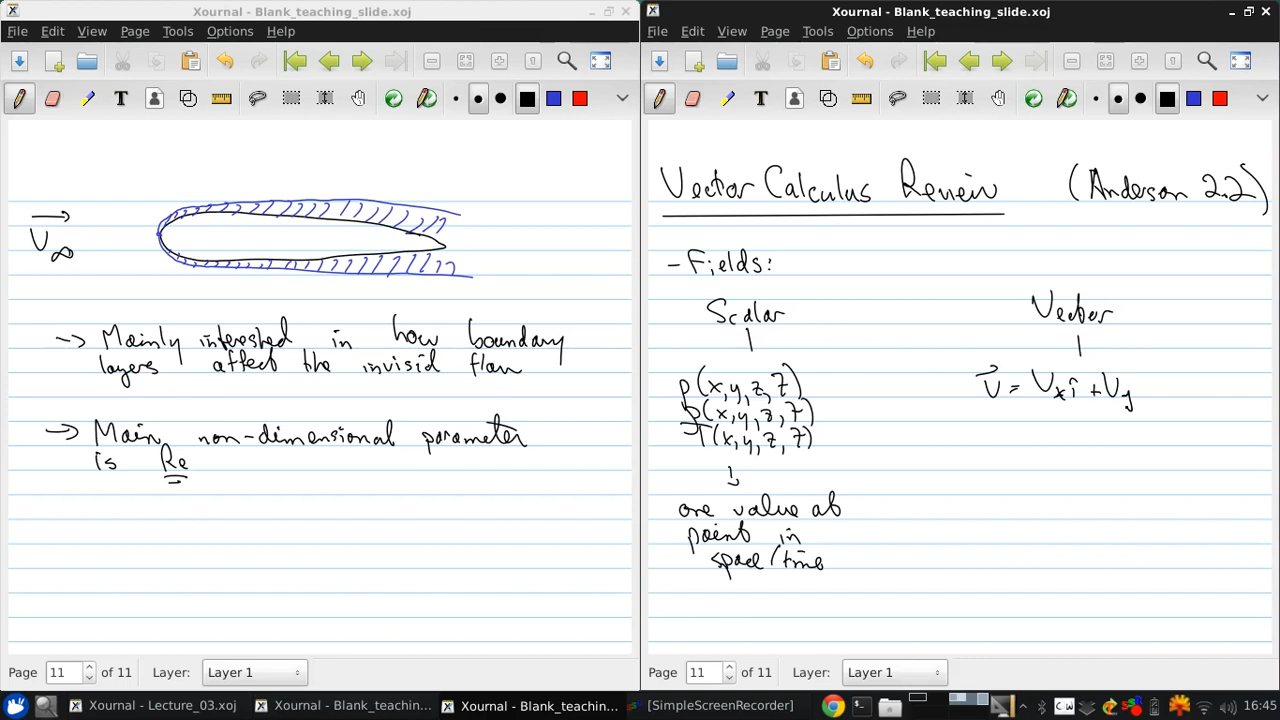 Xournal - Blank_teaching_slide.xoj
File Edit View Page Tools Options Help
V∞
-> Mainly interested in how boundary
layers affect the invisid flow
-> Main non-dimensional parameter
is Re
Page 11 of 11 Layer: Layer 1
Xournal - Blank_teaching_slide.xoj
File Edit View Page Tools Options Help
Vector Calculus Review (Anderson 2.2)
- Fields:
Scalar Vector
p(x,y,z,t) V = Vx î + Vy
ρ(x,y,z,t)
T(x,y,z,t)
one value at
point in
space/time
Page 11 of 11 Layer: Layer 1
Xournal - Lecture_03.xoj Xournal - Blank_teachin... Xournal - Blank_teachin... [SimpleScreenRecorder] 16:45